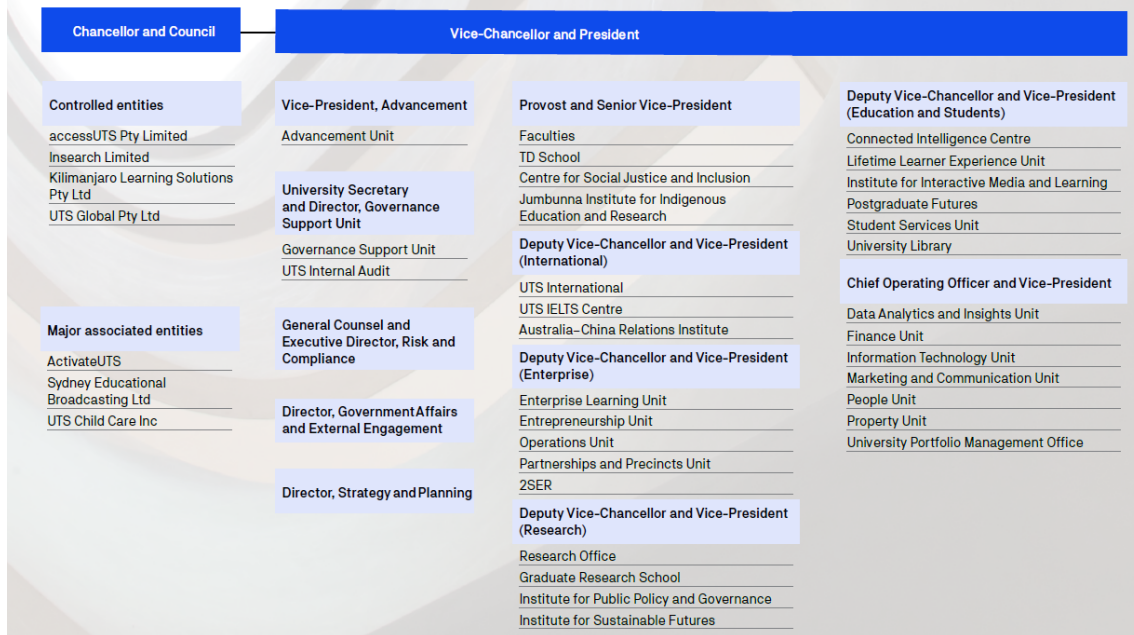 Chancellor and Council
Vice-Chancellor and President
Controlled entities
accessUTS Pty Limited
Insearch Limited
Kilimanjaro Learning Solutions
Pty Ltd
UTS Global Pty Ltd
Major associated entities
ActivateUTS
Sydney Educational
Broadcasting Ltd
UTS Child Care Inc
Vice-President, Advancement
Advancement Unit
University Secretary
and Director, Governance
Support Unit
Governance Support Unit
UTS Internal Audit
General Counsel and
Executive Director, Risk and
Compliance
Director, Government Affairs
and External Engagement
Director, Strategy and Planning
Provost and Senior Vice-President
Faculties
TD School
Centre for Social Justice and Inclusion
Jumbunna Institute for Indigenous
Education and Research
Deputy Vice-Chancellor and Vice-President
(International)
UTS International
UTS IELTS Centre
Australia–China Relations Institute
Deputy Vice-Chancellor and Vice-President
(Enterprise)
Enterprise Learning Unit
Entrepreneurship Unit
Operations Unit
Partnerships and Precincts Unit
2SER
Deputy Vice-Chancellor and Vice-President
(Research)
Research Office
Graduate Research School
Institute for Public Policy and Governance
Institute for Sustainable Futures
Deputy Vice-Chancellor and Vice-President
(Education and Students)
Connected Intelligence Centre
Lifetime Learner Experience Unit
Institute for Interactive Media and Learning
Postgraduate Futures
Student Services Unit
University Library
Chief Operating Officer and Vice-President
Data Analytics and Insights Unit
Finance Unit
Information Technology Unit
Marketing and Communication Unit
People Unit
Property Unit
University Portfolio Management Office